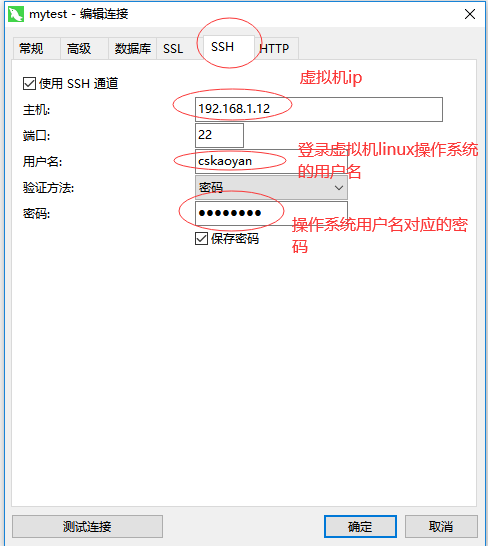 mytest - 编辑连接
常规 高级 数据库 SSL SSH HTTP
使用 SSH 通道
虚拟机ip
主机: 192.168.1.12
端口: 22
登录虚拟机linux操作系统
的用户名
用户名: cskaoyan
验证方法: 密码
密码: ●●●●●●●●
操作系统用户名对应的密
码
保存密码
测试连接 确定 取消